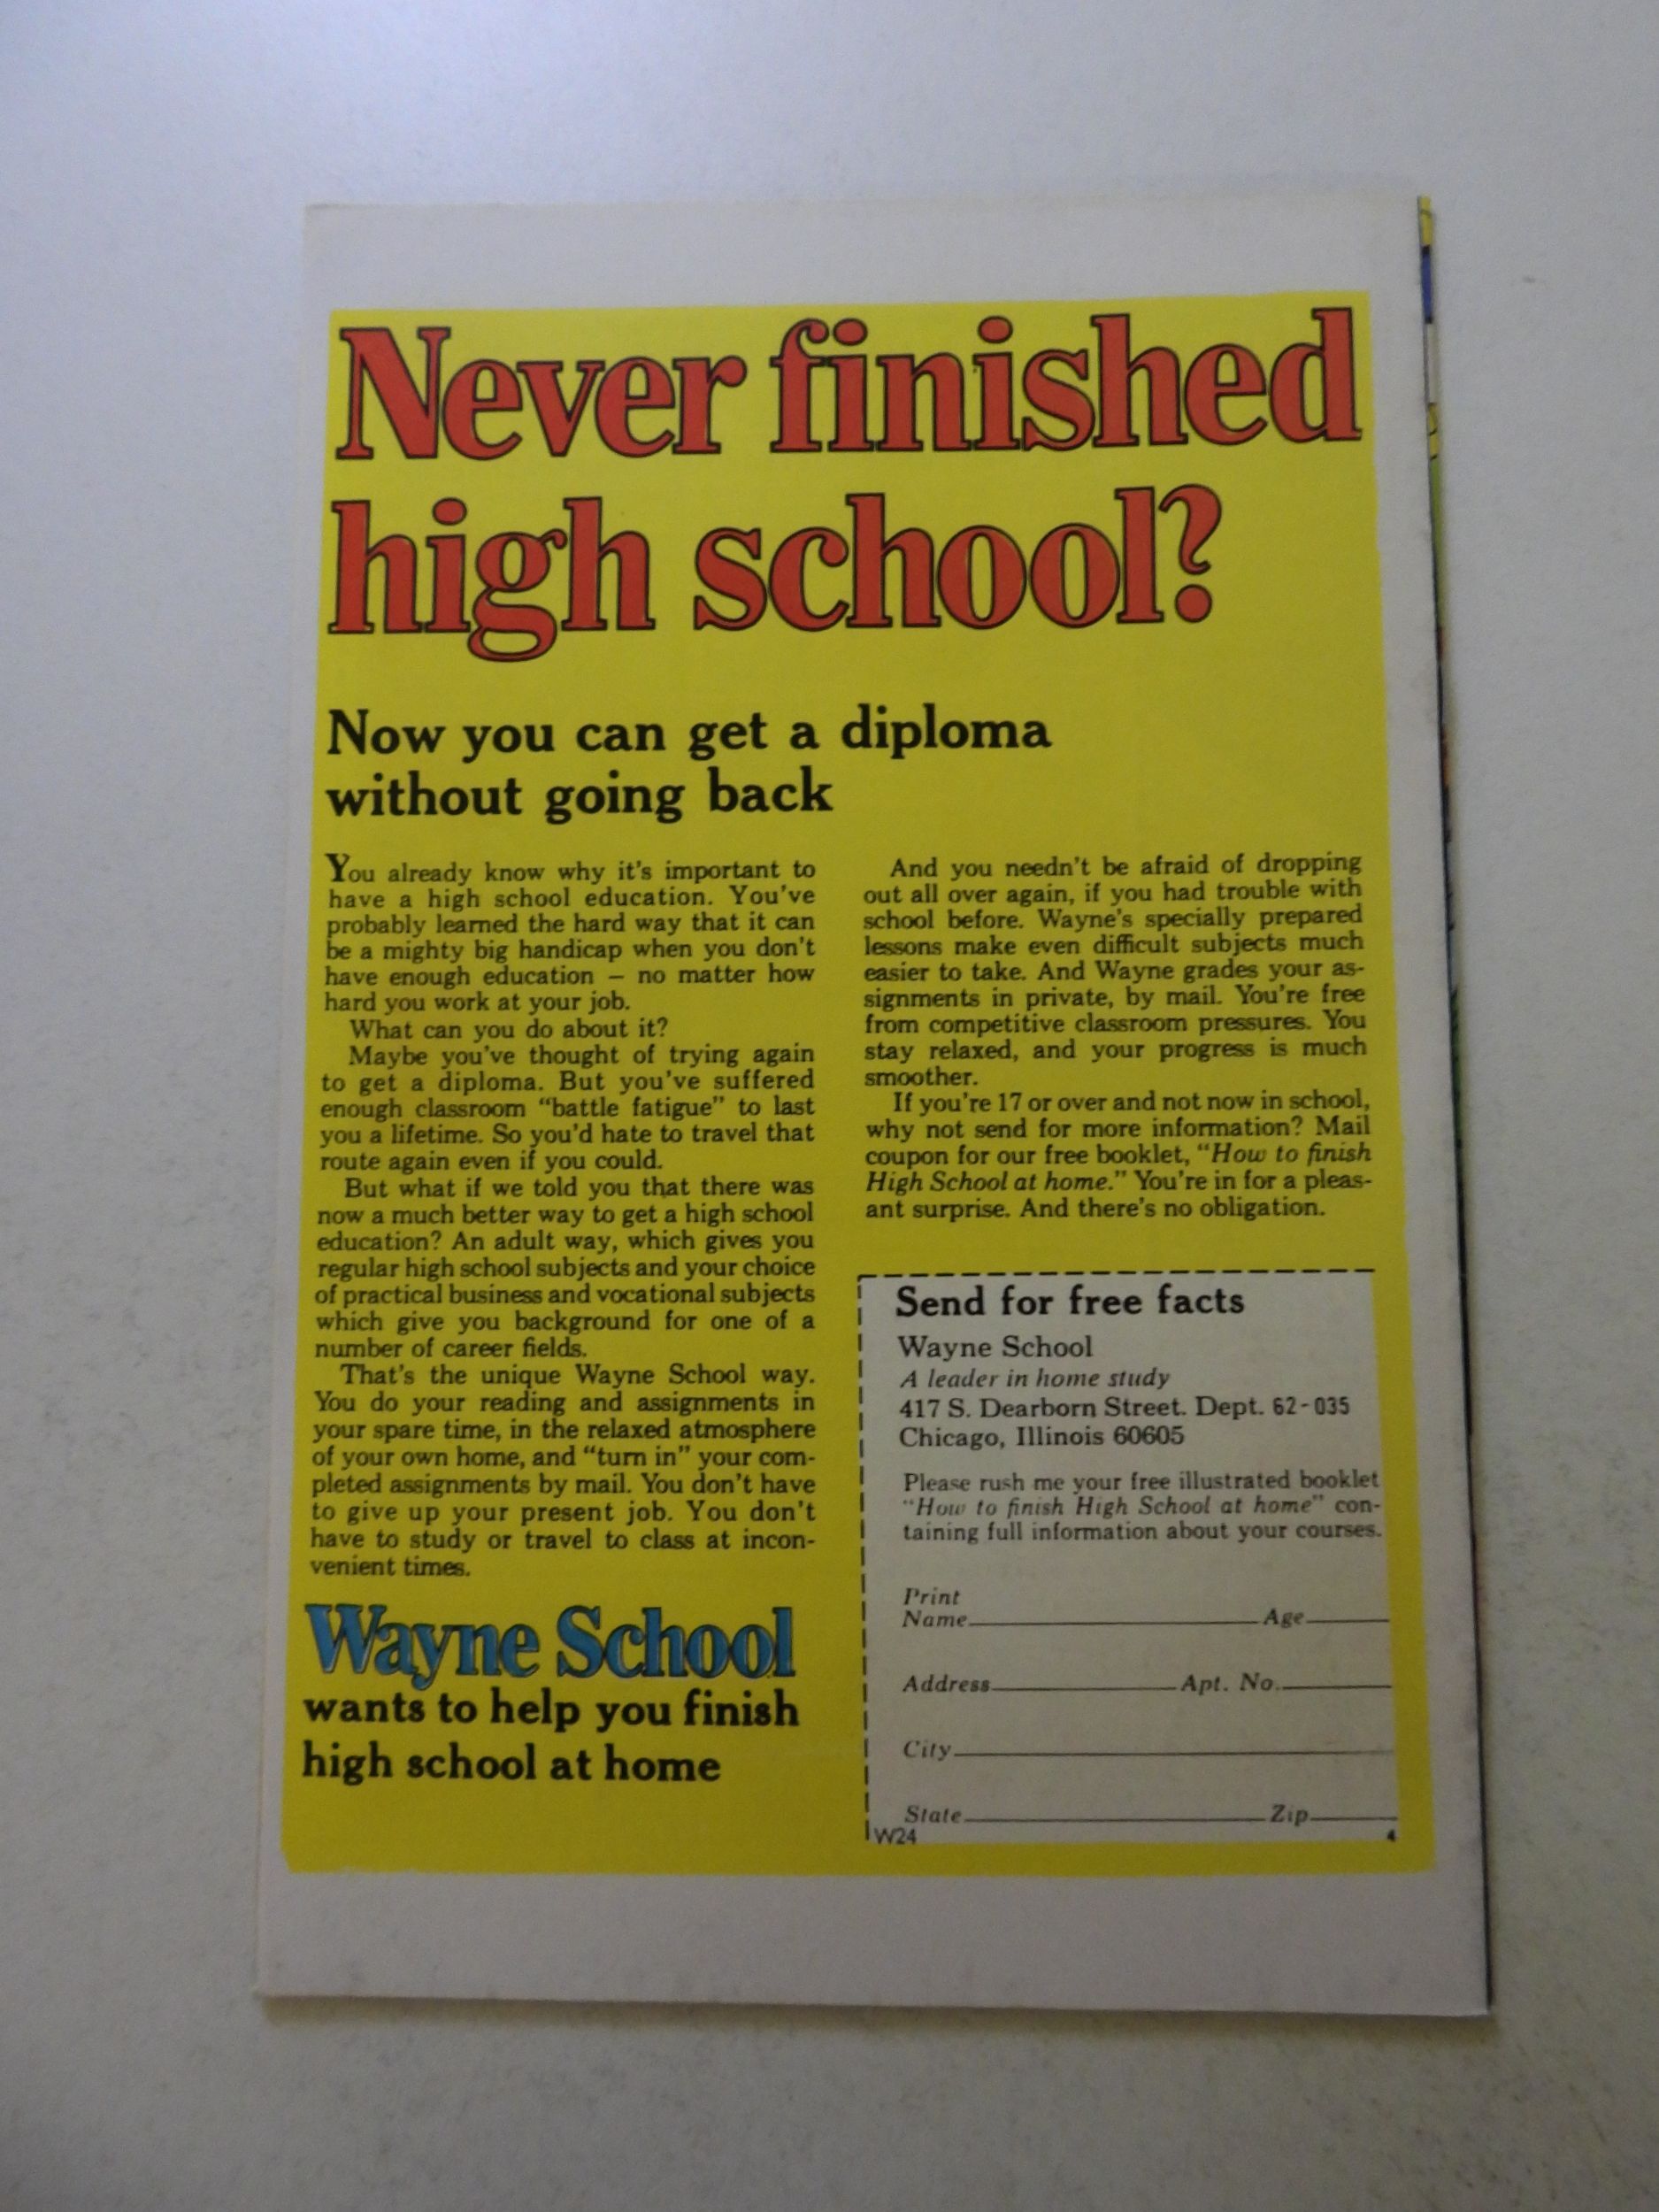 Never finished
high school?
Now you can get a diploma
without going back
You already know why it's important to
have a high school education. You've
probably learned the hard way that it can
be a mighty big handicap when you don't
have enough education – no matter how
hard you work at your job.
What can you do about it?
Maybe you've thought of trying again
to get a diploma. But you've suffered
enough classroom "battle fatigue" to last
you a lifetime. So you'd hate to travel that
route again even if you could.
But what if we told you that there was
now a much better way to get a high school
education? An adult way, which gives you
regular high school subjects and your choice
of practical business and vocational subjects
which give you background for one of a
number of career fields.
That's the unique Wayne School way.
You do your reading and assignments in
your spare time, in the relaxed atmosphere
of your own home, and "turn in" your com-
pleted assignments by mail. You don't have
to give up your present job. You don't
have to study or travel to class at incon-
venient times.
Wayne School
wants to help you finish
high school at home
And you needn't be afraid of dropping
out all over again, if you had trouble with
school before. Wayne's specially prepared
lessons make even difficult subjects much
easier to take. And Wayne grades your as-
signments in private, by mail. You're free
from competitive classroom pressures. You
stay relaxed, and your progress is much
smoother.
If you're 17 or over and not now in school,
why not send for more information? Mail
coupon for our free booklet, "How to finish
High School at home." You're in for a pleas-
ant surprise. And there's no obligation.
Send for free facts
Wayne School
A leader in home study
417 S. Dearborn Street. Dept. 62-035
Chicago, Illinois 60605
Please rush me your free illustrated booklet
"How to finish High School at home" con-
taining full information about your courses.
Print
Name Age
Address Apt. No.
City
State Zip
W24 4